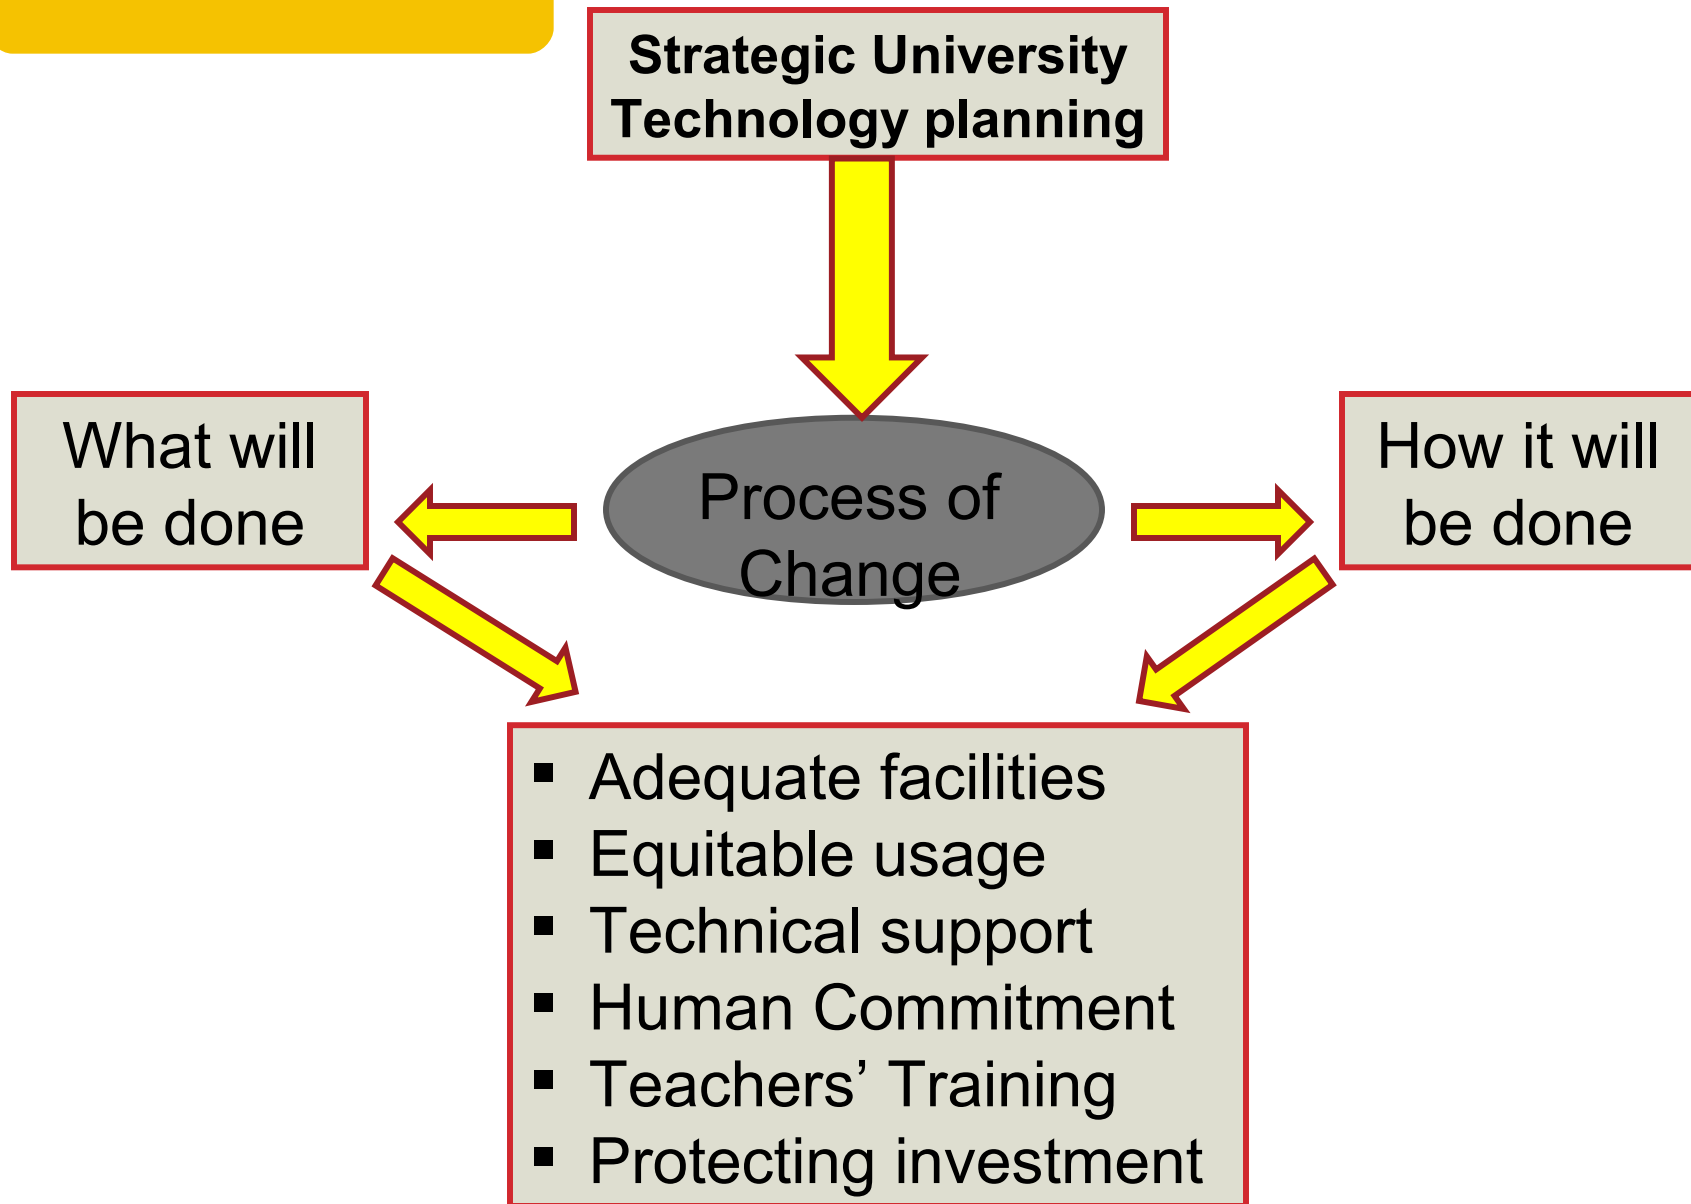 Strategic University
Technology planning
What will
be done
Process of
Change
How it will
be done
▪ Adequate facilities
▪ Equitable usage
▪ Technical support
▪ Human Commitment
▪ Teachers’ Training
▪ Protecting investment